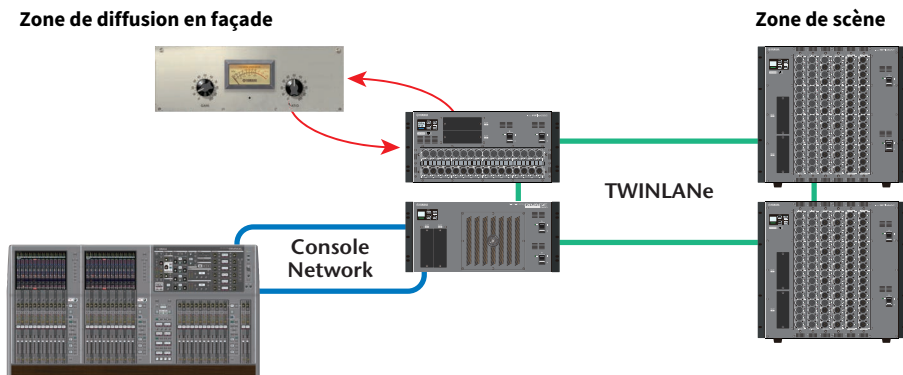 Zone de diffusion en façade
Zone de scène
TWINLANe
Console
Network